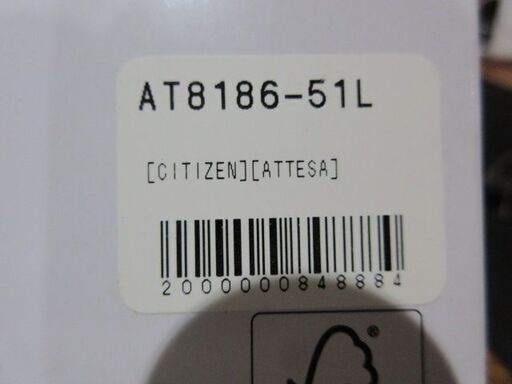 AT8186-51L
[CITIZEN][ATTESA]
2000000848884
®